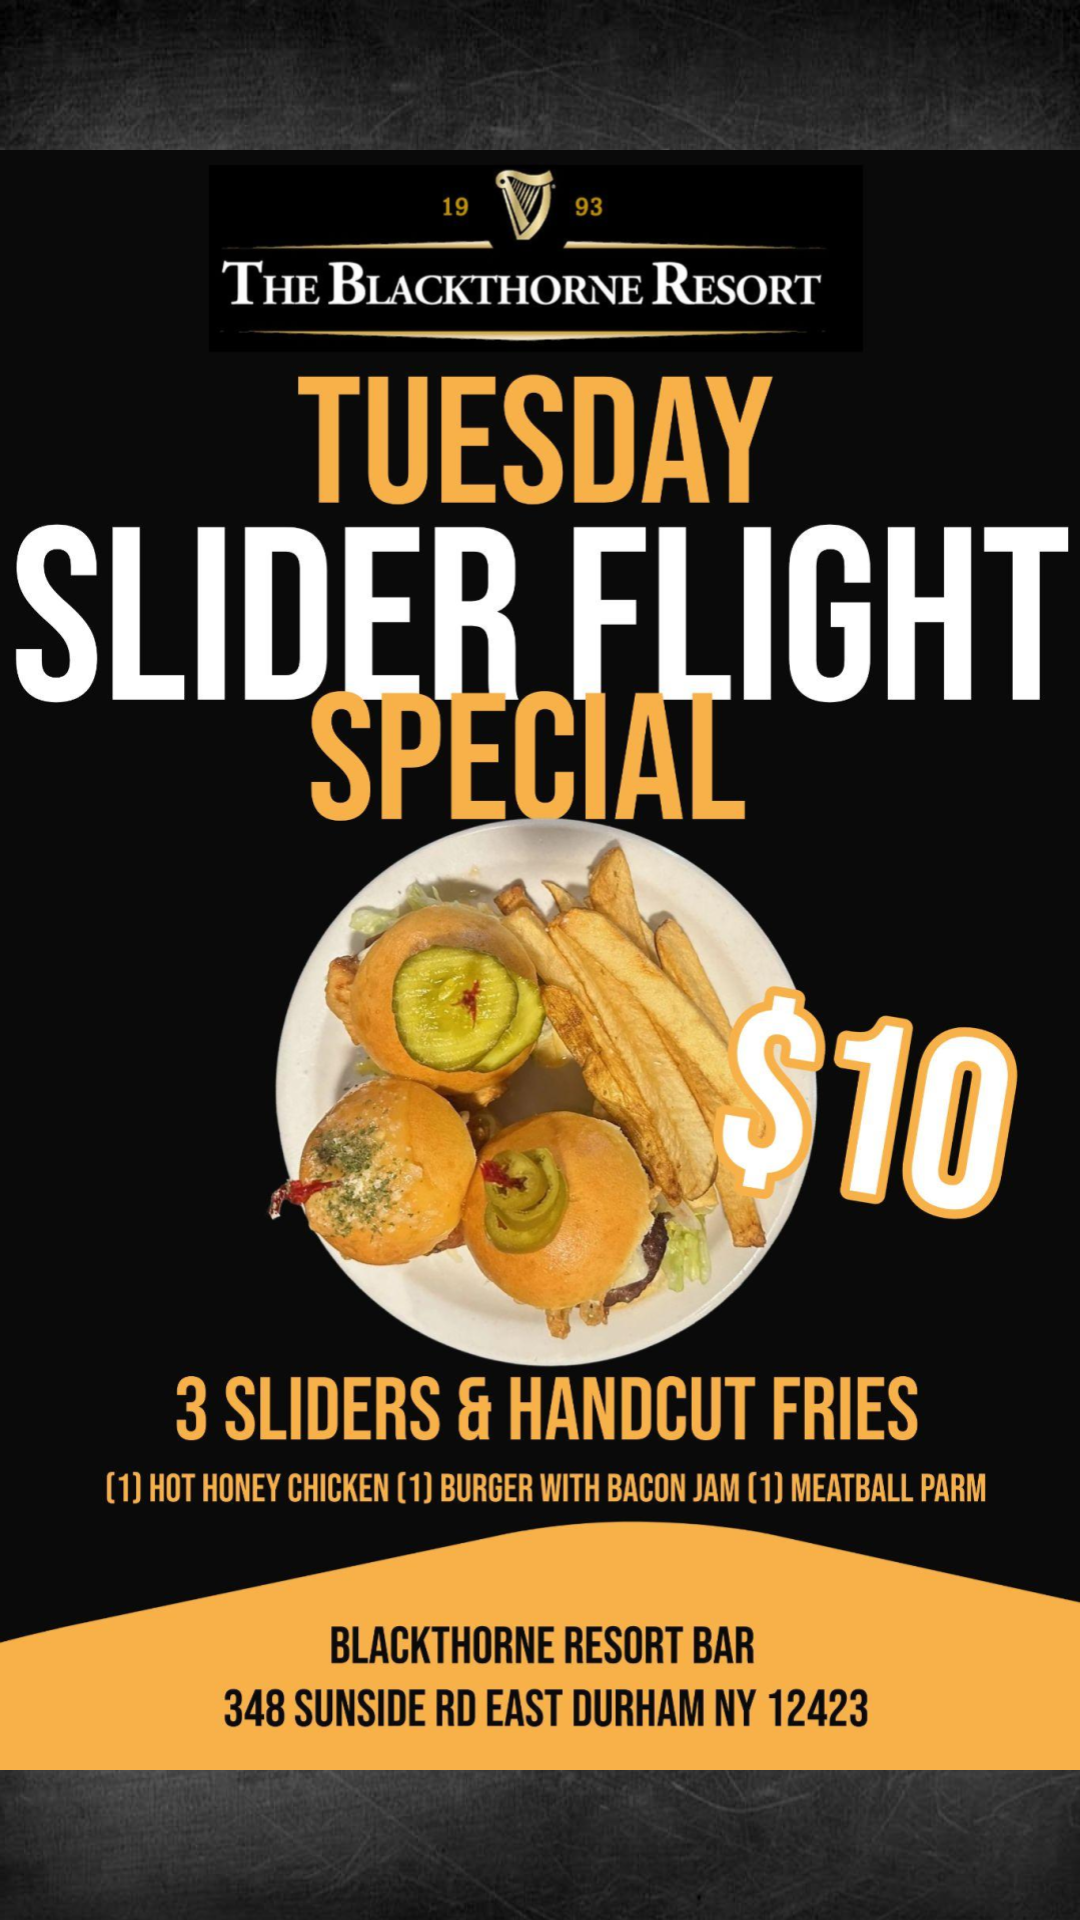 19 93
THE BLACKTHORNE RESORT
TUESDAY
SLIDER FLIGHT
SPECIAL
$10
3 SLIDERS & HANDCUT FRIES
(1) HOT HONEY CHICKEN (1) BURGER WITH BACON JAM (1) MEATBALL PARM
BLACKTHORNE RESORT BAR
348 SUNSIDE RD EAST DURHAM NY 12423